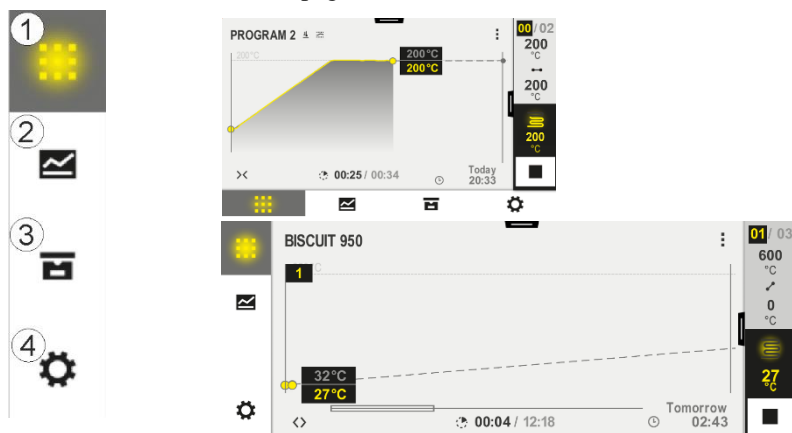 1
2
3
4
PROGRAM 2
200°C
200°C
200°C
00:25 / 00:34
Today
20:33
00 / 02
200
°C
200
°C
200
°C
BISCUIT 950
1
32°C
27°C
00:04 / 12:18
Tomorrow
02:43
01 / 03
600
°C
0
°C
27
°C